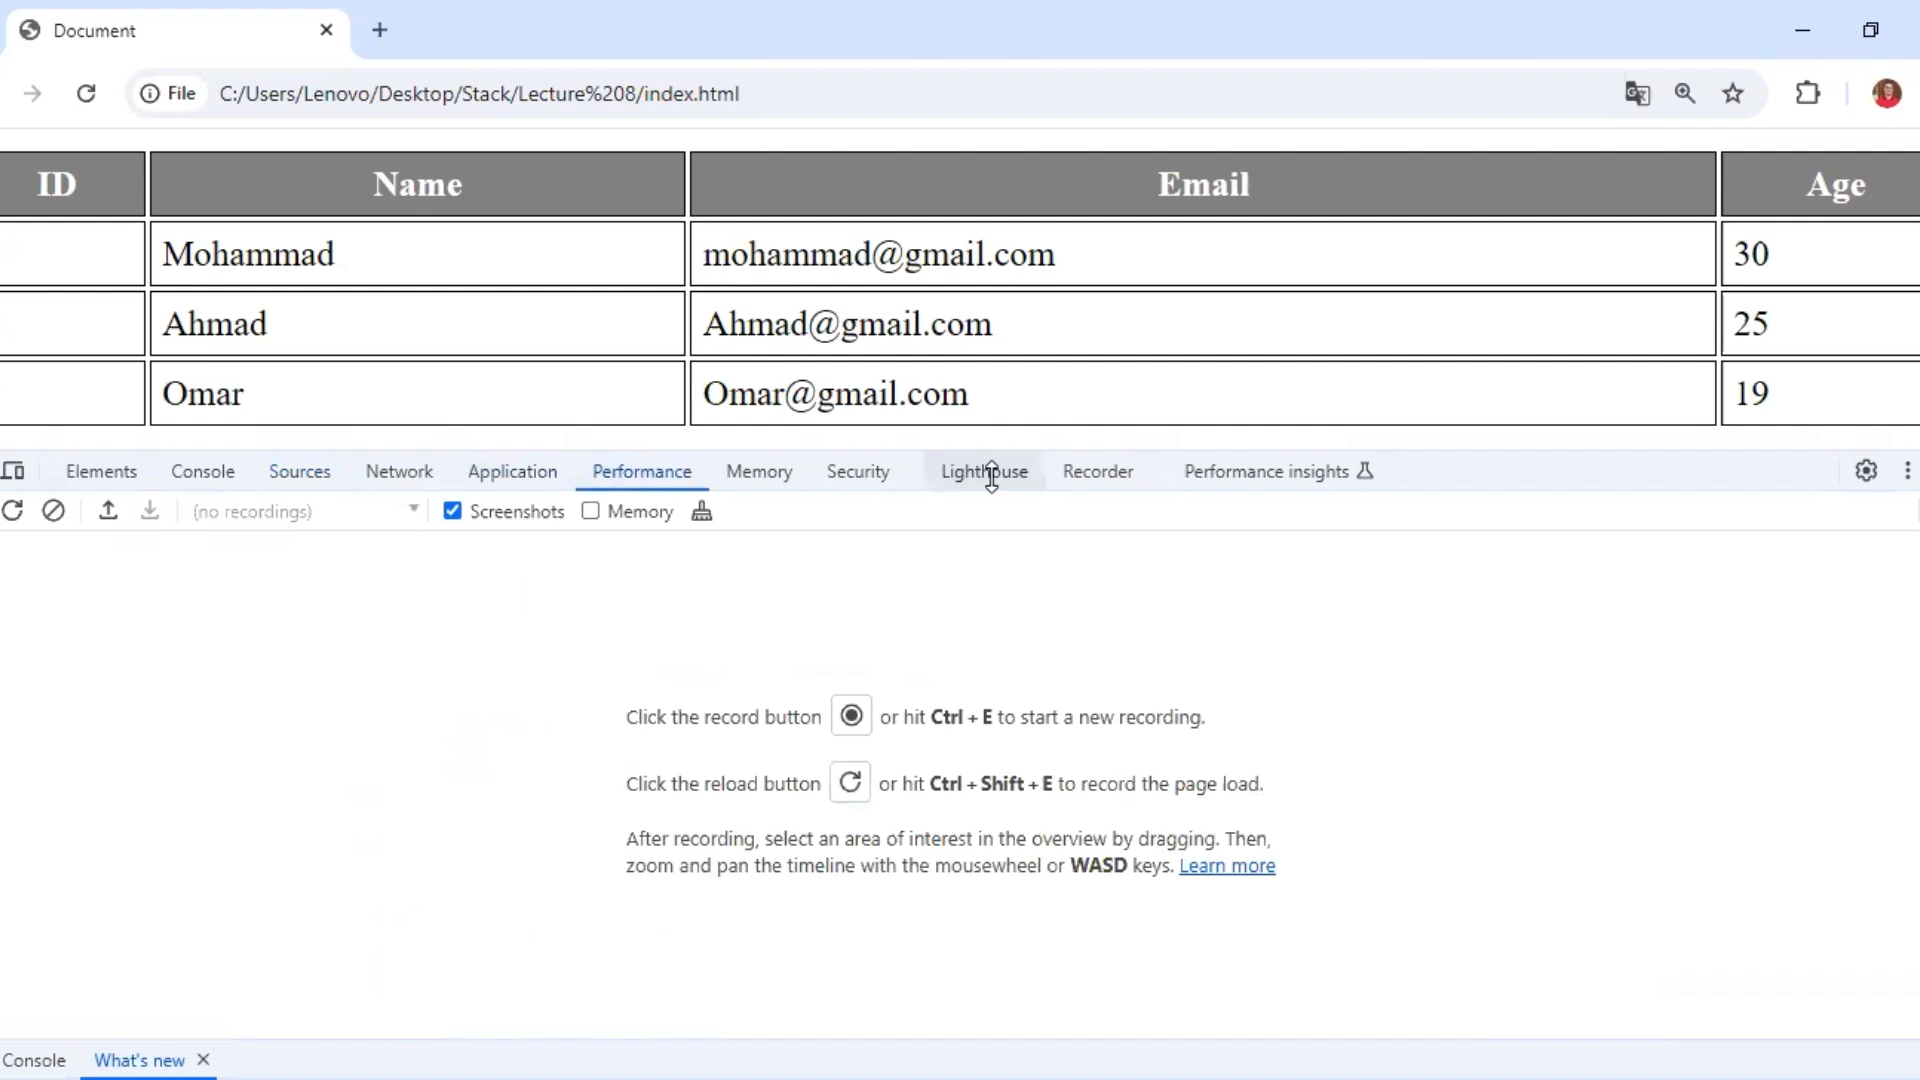 Document
File C:/Users/Lenovo/Desktop/Stack/Lecture%208/index.html
ID Name Email Age
Mohammad mohammad@gmail.com 30
Ahmad Ahmad@gmail.com 25
Omar Omar@gmail.com 19
Elements Console Sources Network Application Performance Memory Security Lighthouse Recorder Performance insights
(no recordings) Screenshots Memory
Click the record button or hit Ctrl + E to start a new recording.
Click the reload button or hit Ctrl + Shift + E to record the page load.
After recording, select an area of interest in the overview by dragging. Then,
zoom and pan the timeline with the mousewheel or WASD keys. Learn more
Console What's new